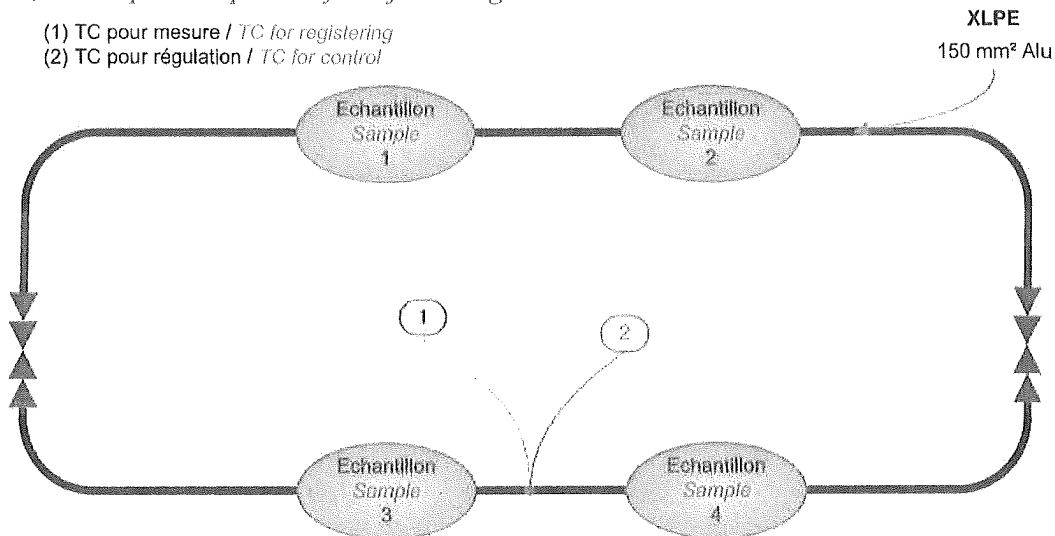 (1) TC pour mesure / TC for registering
(2) TC pour régulation / TC for control
XLPE
150 mm² Alu
Echantillon
Sample
1
Echantillon
Sample
2
1
2
Echantillon
Sample
3
Echantillon
Sample
4